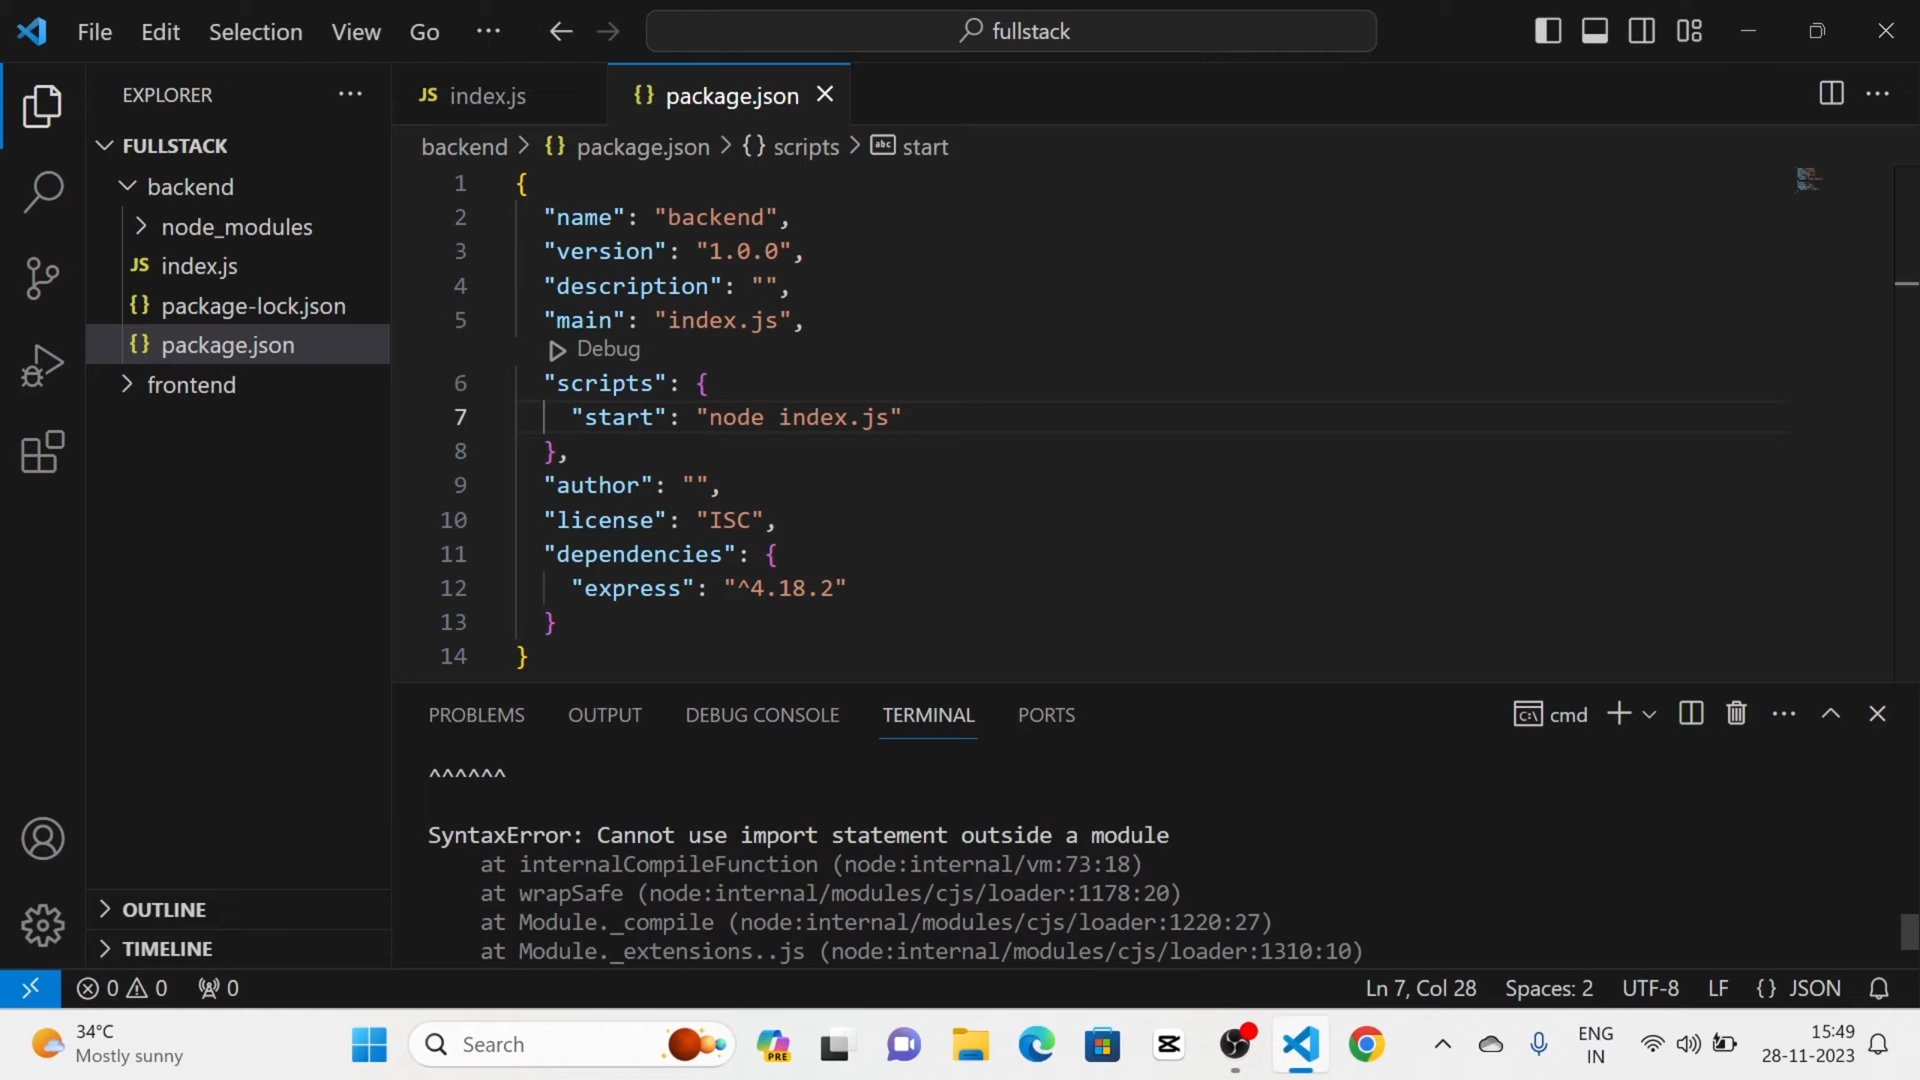 File Edit Selection View Go ··· fullstack
EXPLORER ···
JS index.js
{} package.json
FULLSTACK
backend
node_modules
JS index.js
{} package-lock.json
{} package.json
frontend
OUTLINE
TIMELINE
backend > {} package.json > {} scripts > abc start
1 {
2 "name": "backend",
3 "version": "1.0.0",
4 "description": "",
5 "main": "index.js",
Debug
6 "scripts": {
7 "start": "node index.js"
8 },
9 "author": "",
10 "license": "ISC",
11 "dependencies": {
12 "express": "^4.18.2"
13 }
14 }
PROBLEMS OUTPUT DEBUG CONSOLE TERMINAL PORTS
cmd
^^^^^^
SyntaxError: Cannot use import statement outside a module
at internalCompileFunction (node:internal/vm:73:18)
at wrapSafe (node:internal/modules/cjs/loader:1178:20)
at Module._compile (node:internal/modules/cjs/loader:1220:27)
at Module._extensions..js (node:internal/modules/cjs/loader:1310:10)
0 0 0 Ln 7, Col 28 Spaces: 2 UTF-8 LF {} JSON
34°C
Mostly sunny
Search
PRE
ENG
IN
15:49
28-11-2023